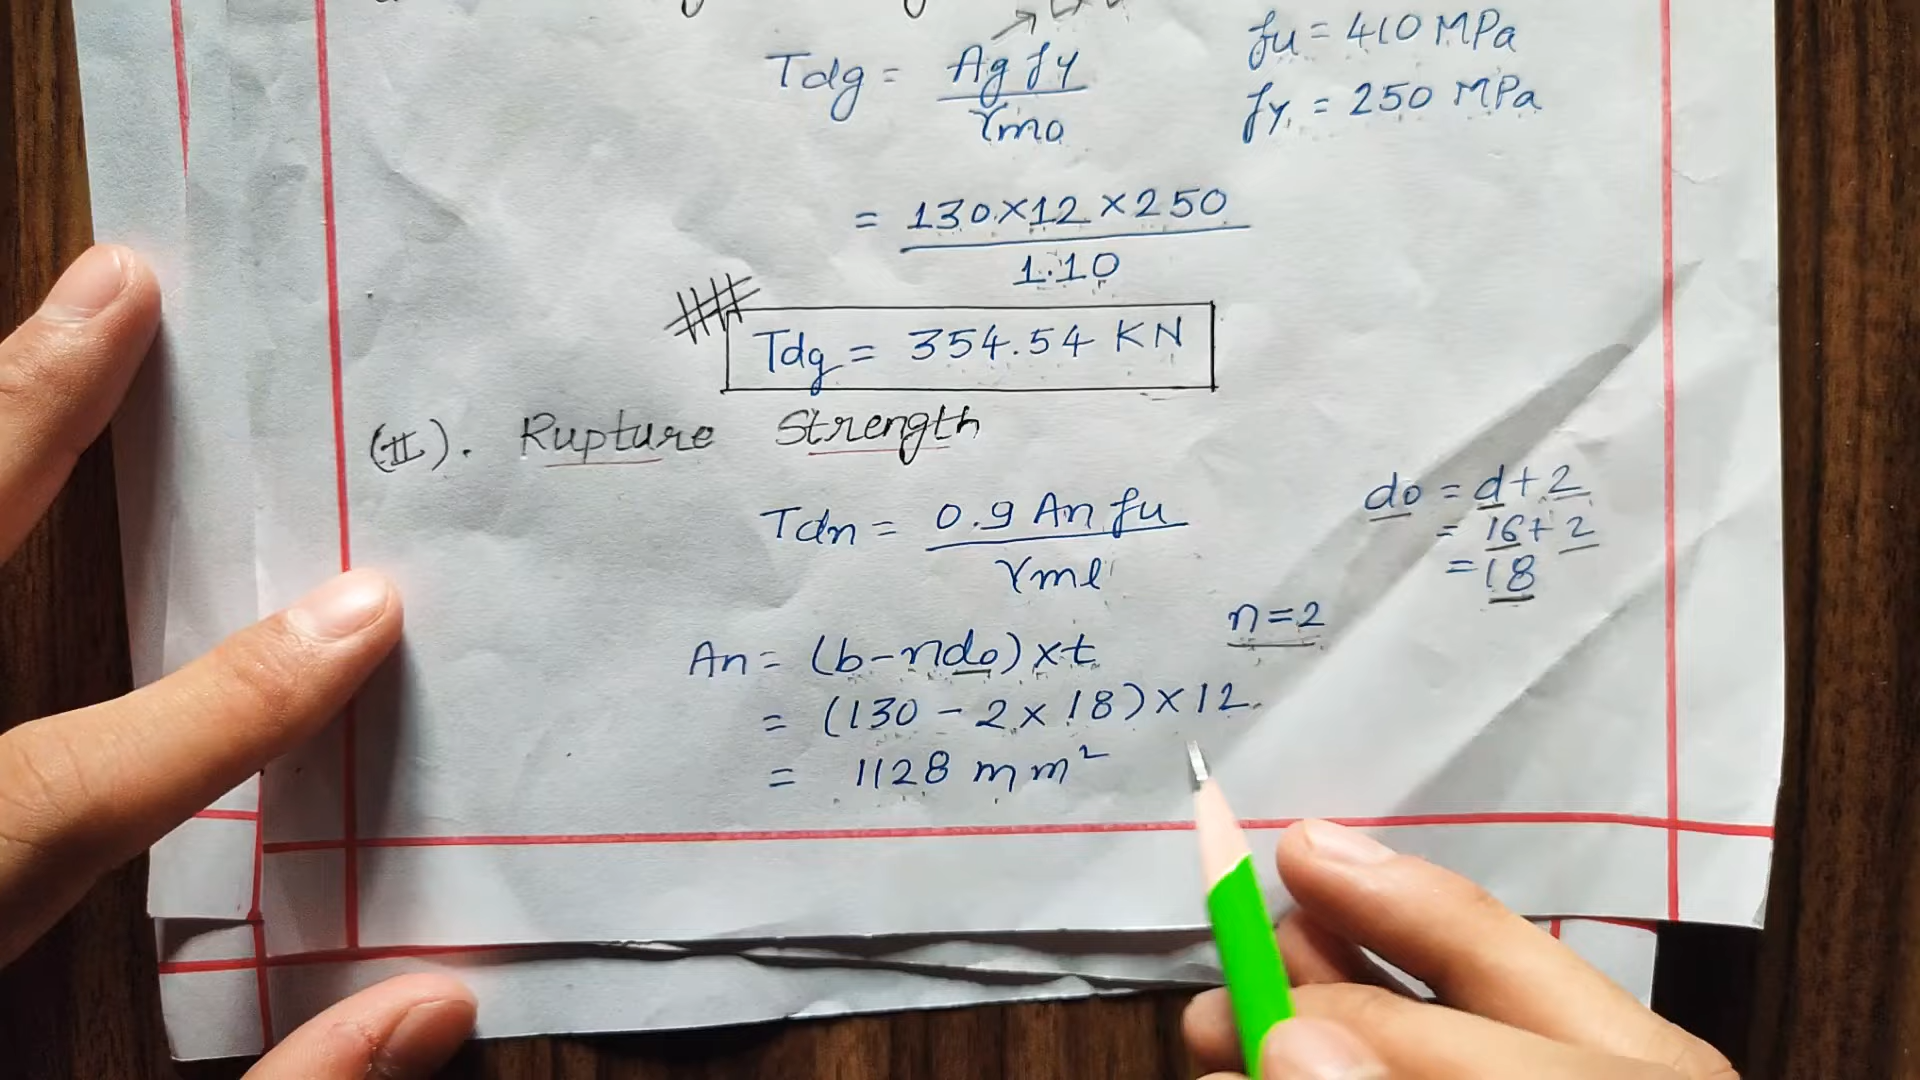 Tdg = Ag fy / γmo
fu = 410 MPa
fy = 250 MPa
= 130×12×250 / 1.10
Tdg = 354.54 KN
(II). Rupture Strength
Tdn = 0.9 An fu / γml
do = d+2
= 16+2
= 18
n=2
An = (b-ndo)×t
= (130 - 2×18)×12
= 1128 mm²